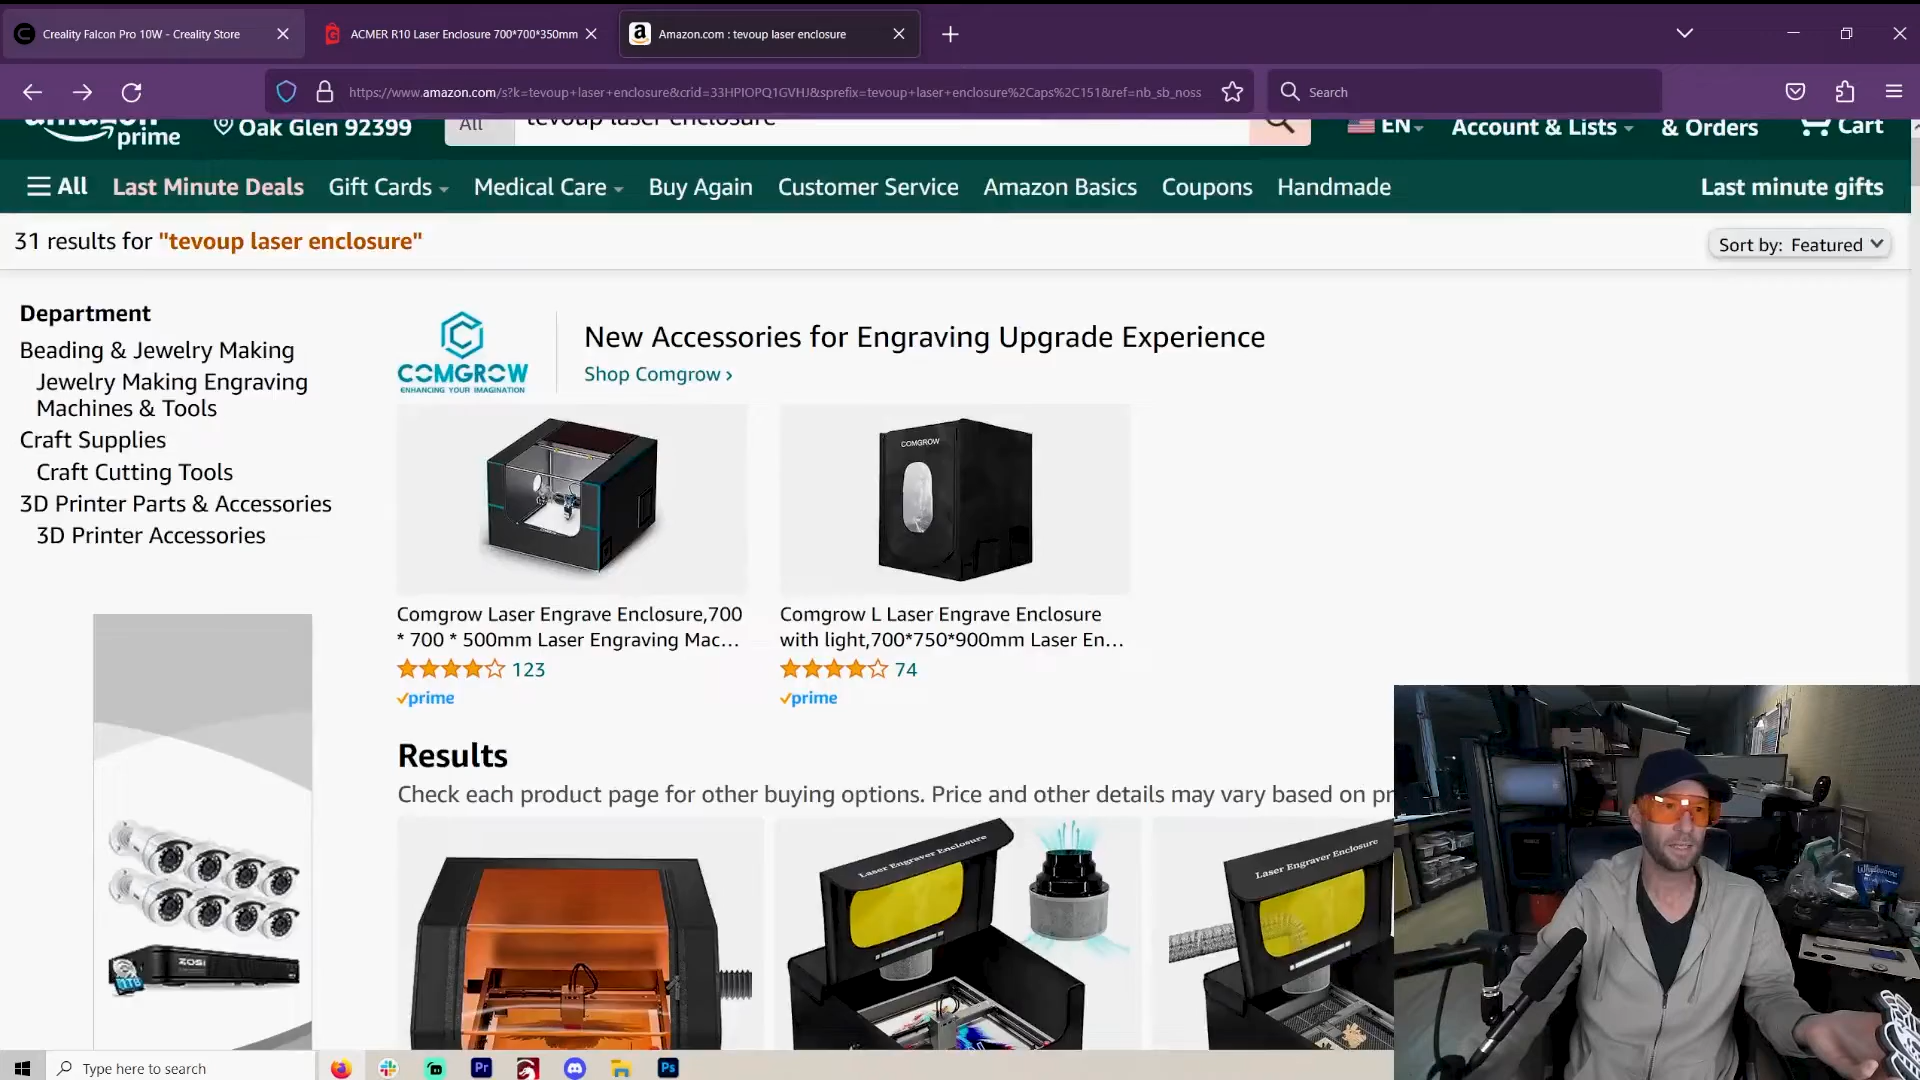 Creality Falcon Pro 10W - Creality Store
ACMER R10 Laser Enclosure 700*700*350mm
Amazon.com : tevoup laser enclosure
https://www.amazon.com/s?k=tevoup+laser+enclosure&crid=33HPIOPQ1GVHJ&sprefix=tevoup+laser+enclosure%2Caps%2C151&ref=nb_sb_noss
Search
amazon
prime
Oak Glen 92399
All
tevoup laser enclosure
EN
Account & Lists
& Orders
Cart
All
Last Minute Deals
Gift Cards
Medical Care
Buy Again
Customer Service
Amazon Basics
Coupons
Handmade
Last minute gifts
31 results for "tevoup laser enclosure"
Sort by: Featured
Department
Beading & Jewelry Making
Jewelry Making Engraving
Machines & Tools
Craft Supplies
Craft Cutting Tools
3D Printer Parts & Accessories
3D Printer Accessories
COMGROW
ENHANCING YOUR IMAGINATION
New Accessories for Engraving Upgrade Experience
Shop Comgrow ›
COMGROW
Comgrow Laser Engrave Enclosure,700
* 700 * 500mm Laser Engraving Mac...
123
prime
Comgrow L Laser Engrave Enclosure
with light,700*750*900mm Laser En...
74
prime
Results
Check each product page for other buying options. Price and other details may vary based on pr
Laser Engraver Enclosure
Laser Engraver Enclosure
ZOSI
1TB
Type here to search
Pr
Ps